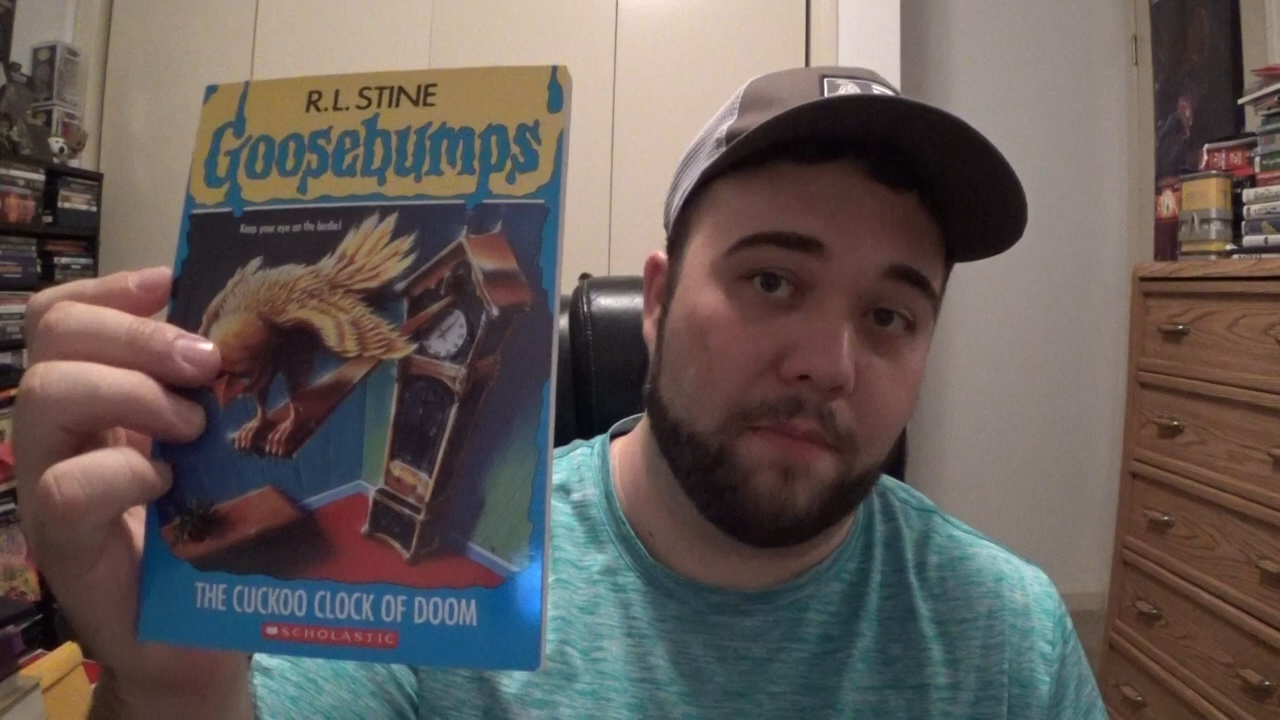 R.L. STINE
Goosebumps
Keep your eye on the birdie!
THE CUCKOO CLOCK OF DOOM
SCHOLASTIC